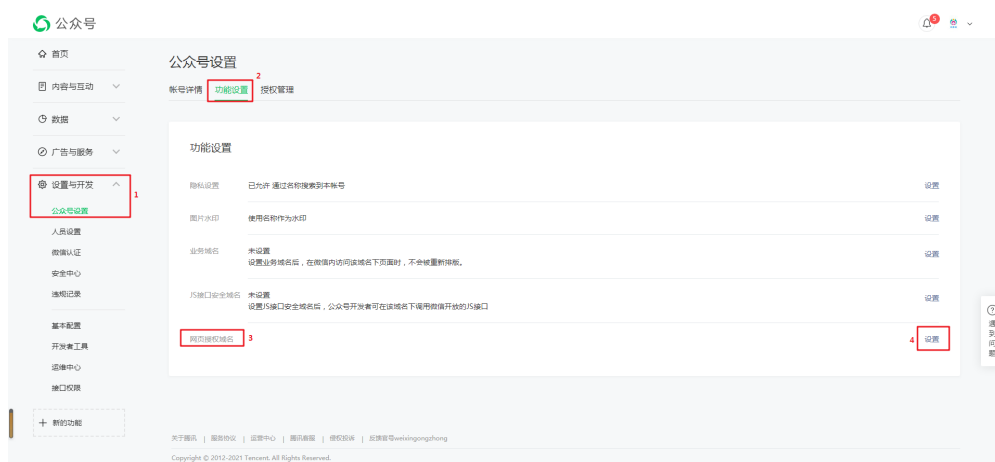 公众号
5
首页
内容与互动
数据
广告与服务
设置与开发
1
公众号设置
人员设置
微信认证
安全中心
违规记录
基本配置
开发者工具
运维中心
接口权限
新的功能
公众号设置
2
帐号详情 功能设置 授权管理
功能设置
隐私设置 已允许 通过名称搜索到本帐号 设置
图片水印 使用名称作为水印 设置
业务域名 未设置 设置
设置业务域名后，在微信内访问该域名下页面时，不会被重新排版。
JS接口安全域名 未设置 设置
设置JS接口安全域名后，公众号开发者可在该域名下调用微信开放的JS接口
网页授权域名 3 4 设置
遇到问题
关于腾讯 | 服务协议 | 运营中心 | 腾讯客服 | 侵权投诉 | 反馈官号weixingongzhong
Copyright © 2012-2021 Tencent. All Rights Reserved.